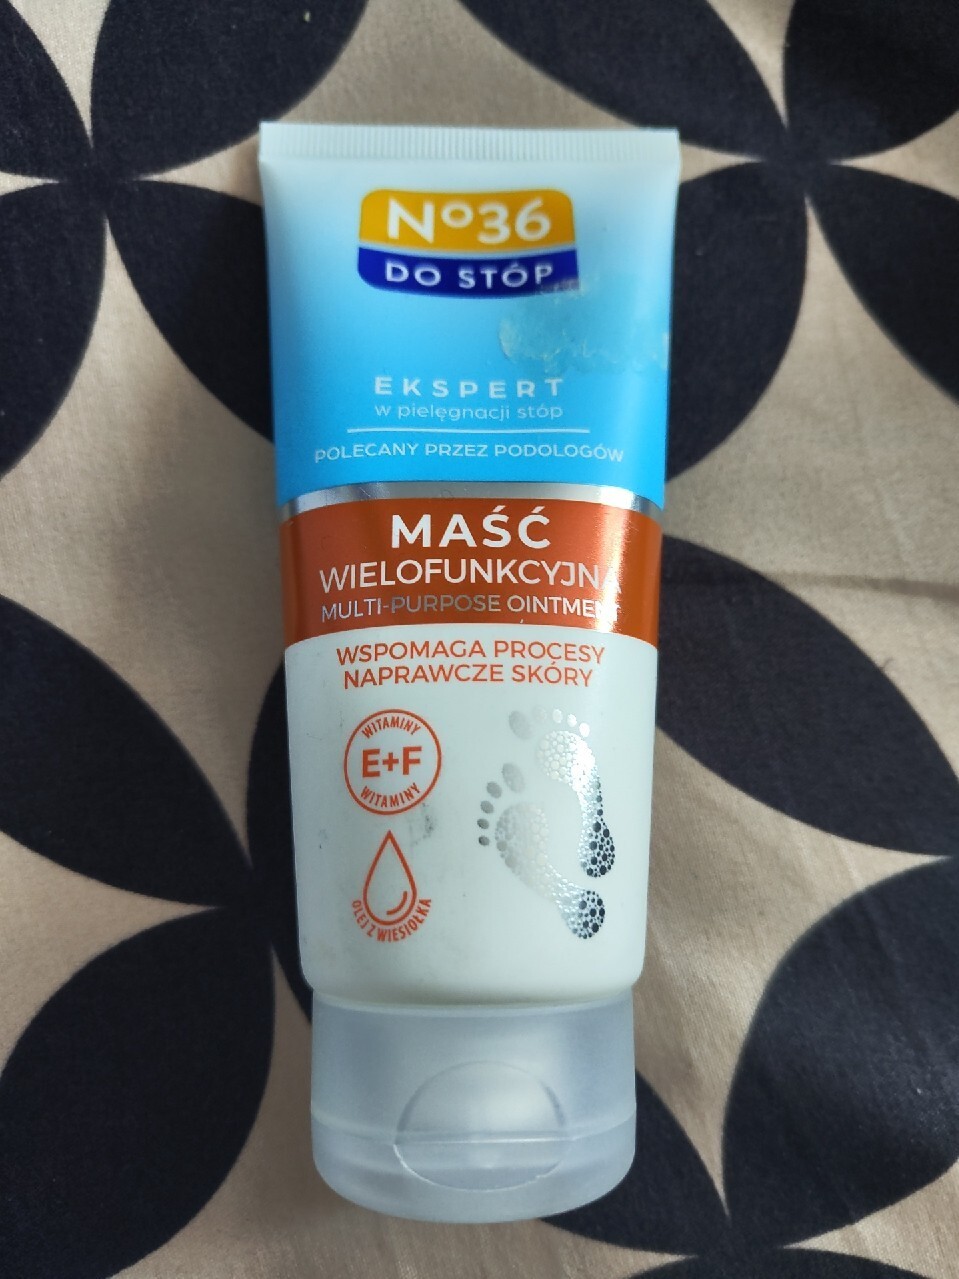 Nº36
DO STÓP
EKSPERT
w pielęgnacji stóp
POLECANY PRZEZ PODOLOGÓW
MAŚĆ
WIELOFUNKCYJNA
MULTI-PURPOSE OINTMENT
WSPOMAGA PROCESY
NAPRAWCZE SKÓRY
WITAMINY
E+F
WITAMINY
OLEJ Z WIESIOŁKA